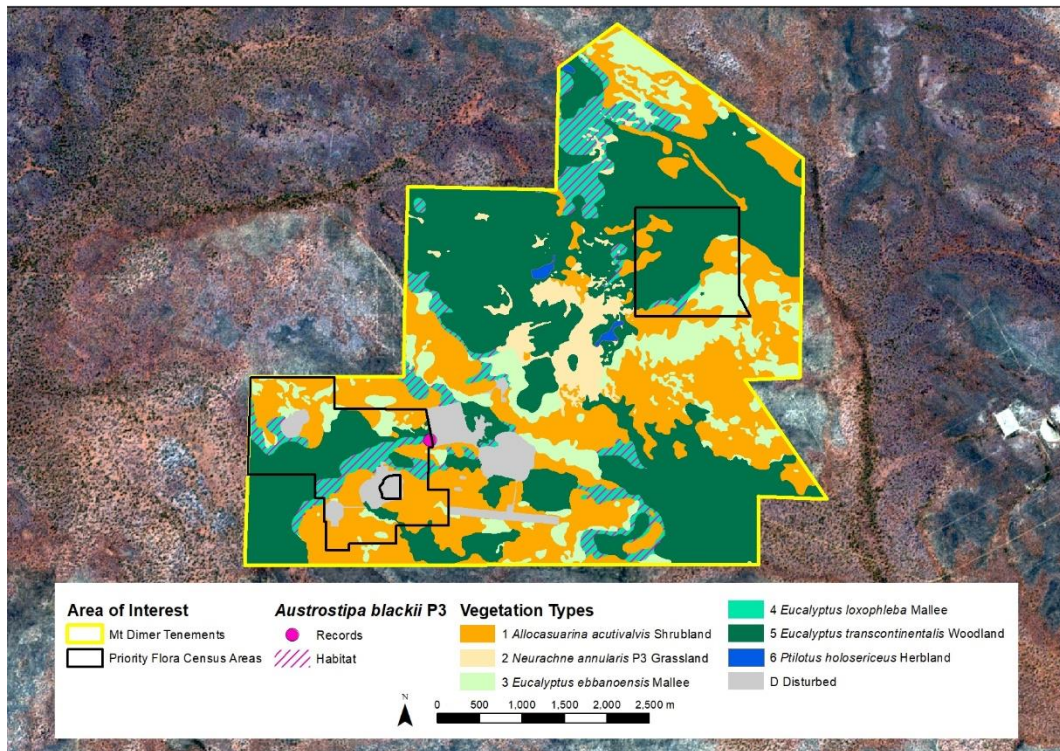 Area of Interest
Mt Dimer Tenements
Priority Flora Census Areas
Austrostipa blackii P3
Records
Habitat
Vegetation Types
1 Allocasuarina acutivalvis Shrubland
2 Neurachne annularis P3 Grassland
3 Eucalyptus ebbanoensis Mallee
4 Eucalyptus loxophleba Mallee
5 Eucalyptus transcontinentalis Woodland
6 Ptilotus holosericeus Herbland
D Disturbed
N
0 500 1,000 1,500 2,000 2,500 m